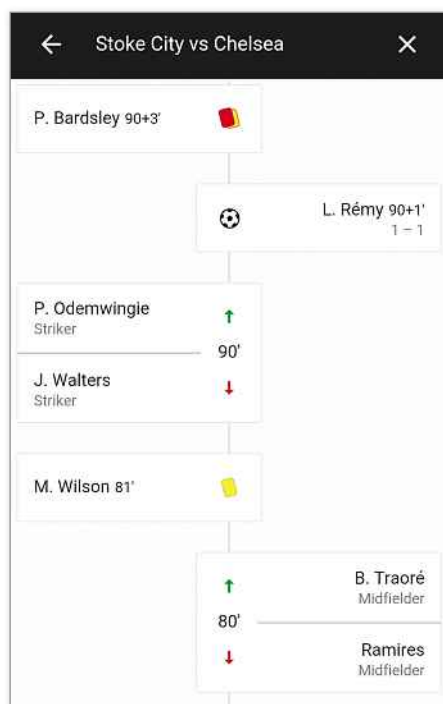 Stoke City vs Chelsea
P. Bardsley 90+3'
L. Rémy 90+1'
1 – 1
P. Odemwingie
Striker
90'
J. Walters
Striker
M. Wilson 81'
B. Traoré
Midfielder
80'
Ramires
Midfielder